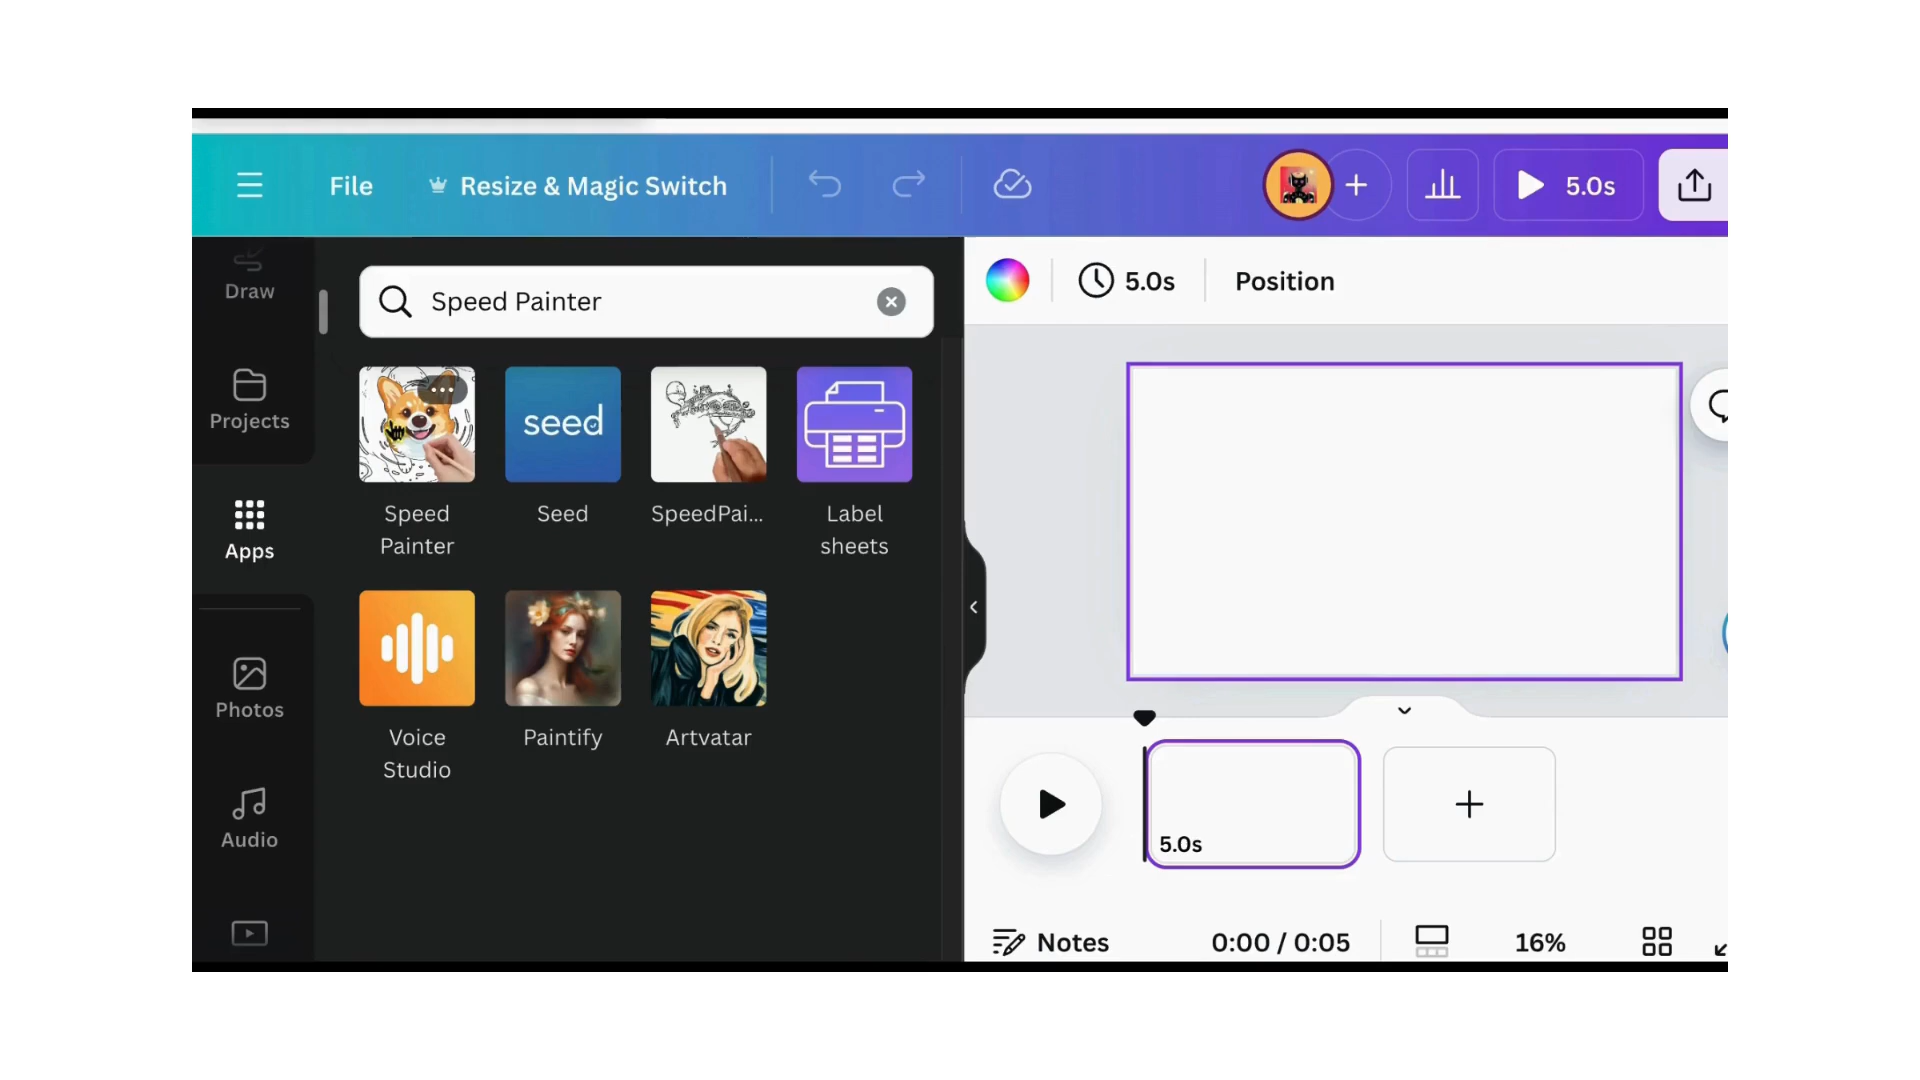 File
Resize & Magic Switch
5.0s
Draw
Speed Painter
5.0s
Position
Projects
seed
Speed
Painter
Seed
SpeedPai...
Label
sheets
Apps
Photos
Voice
Studio
Paintify
Artvatar
Audio
5.0s
Notes
0:00 / 0:05
16%